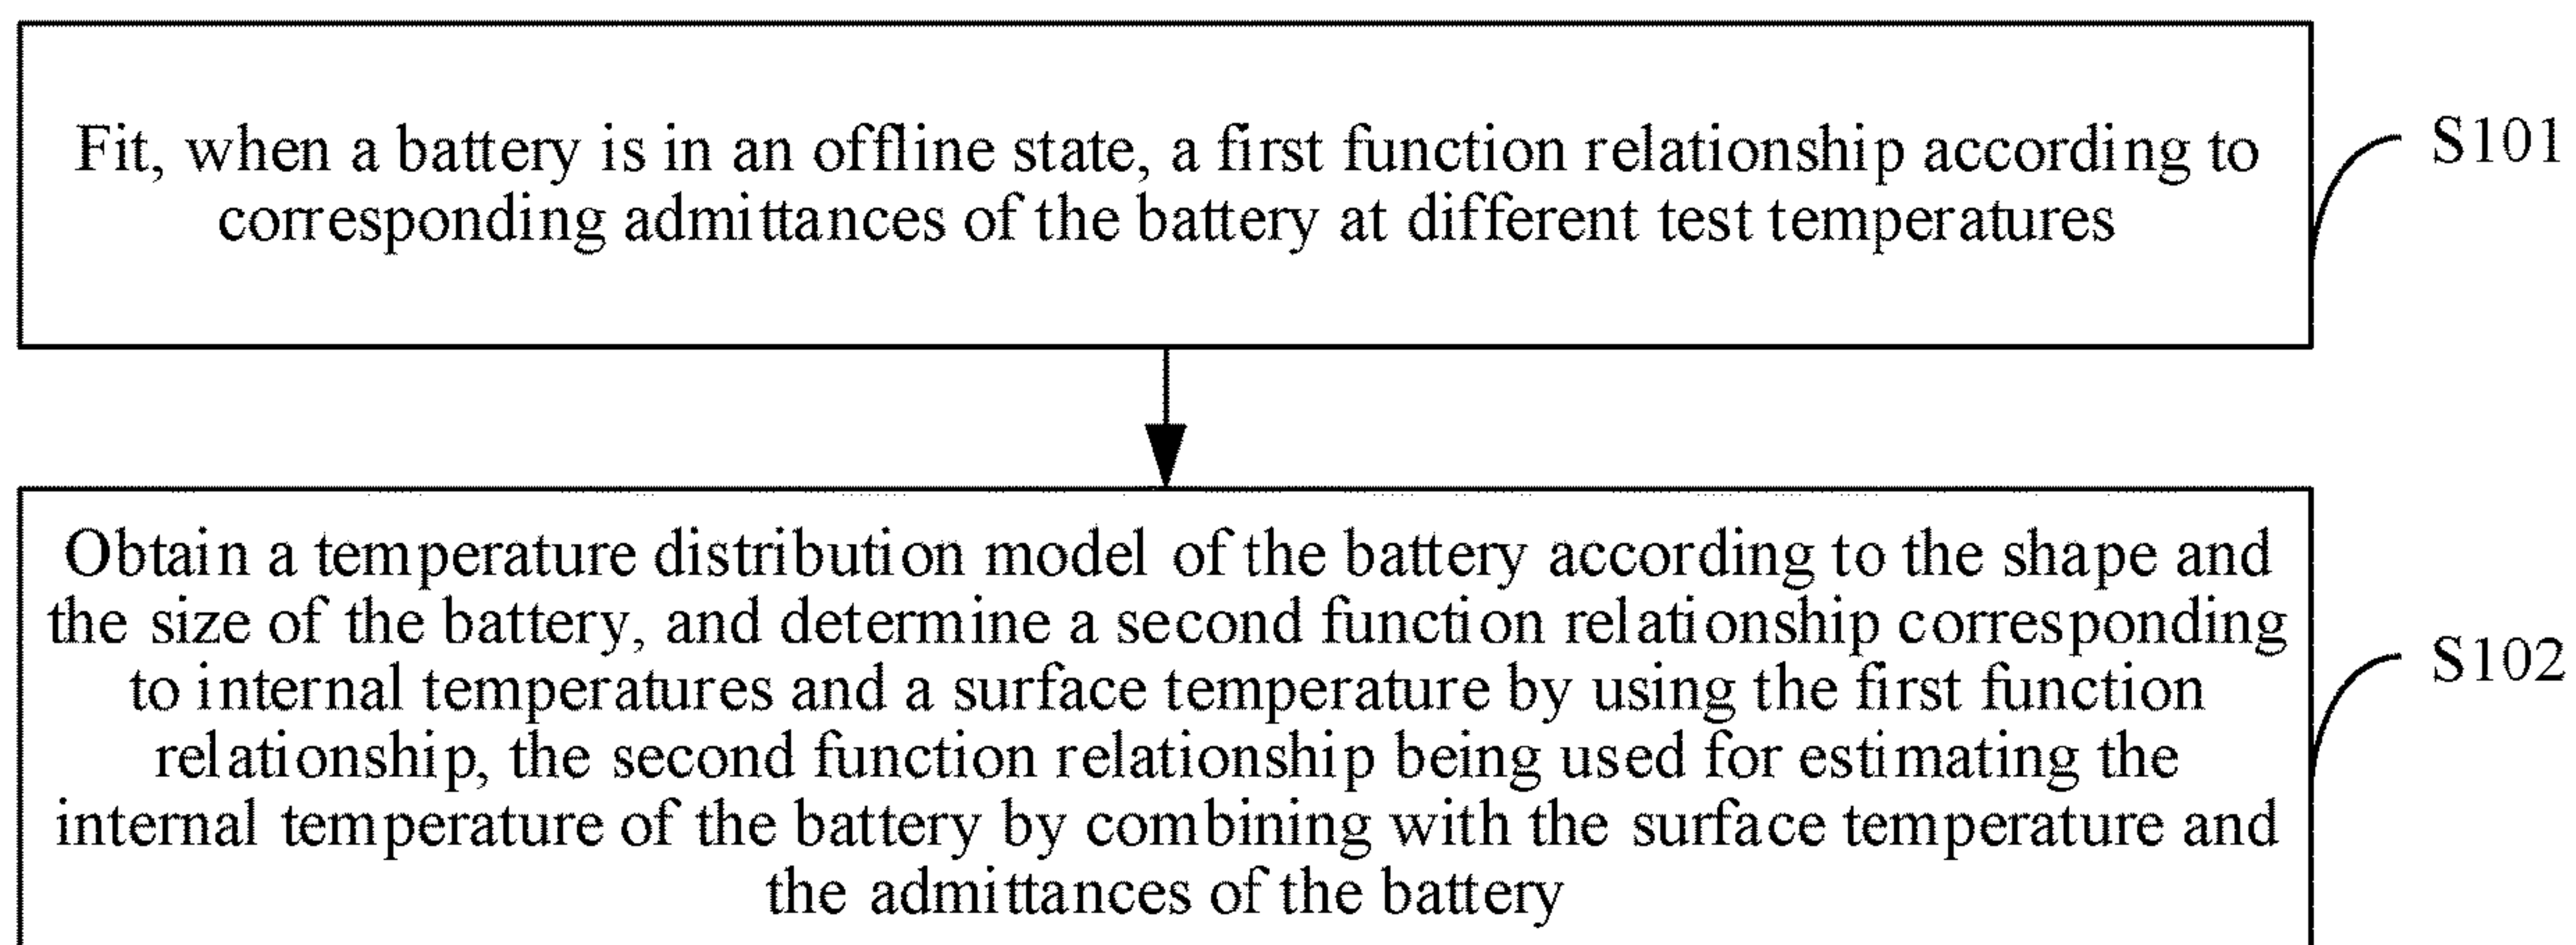 Fit, when a battery is in an offline state, a first function relationship according to
corresponding admittances of the battery at different test temperatures
S101
Obtain a temperature distribution model of the battery according to the shape and
the size of the battery, and determine a second function relationship corresponding
to internal temperatures and a surface temperature by using the first function
relationship, the second function relationship being used for estimating the
internal temperature of the battery by combining with the surface temperature and
the admittances of the battery
S102